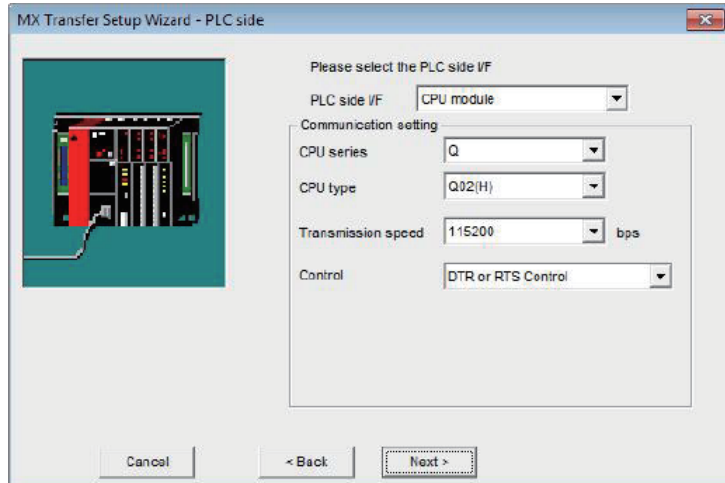 MX Transfer Setup Wizard - PLC side
Please select the PLC side I/F
PLC side I/F CPU module
Communication setting
CPU series Q
CPU type Q02(H)
Transmission speed 115200 bps
Control DTR or RTS Control
Cancel < Back Next >